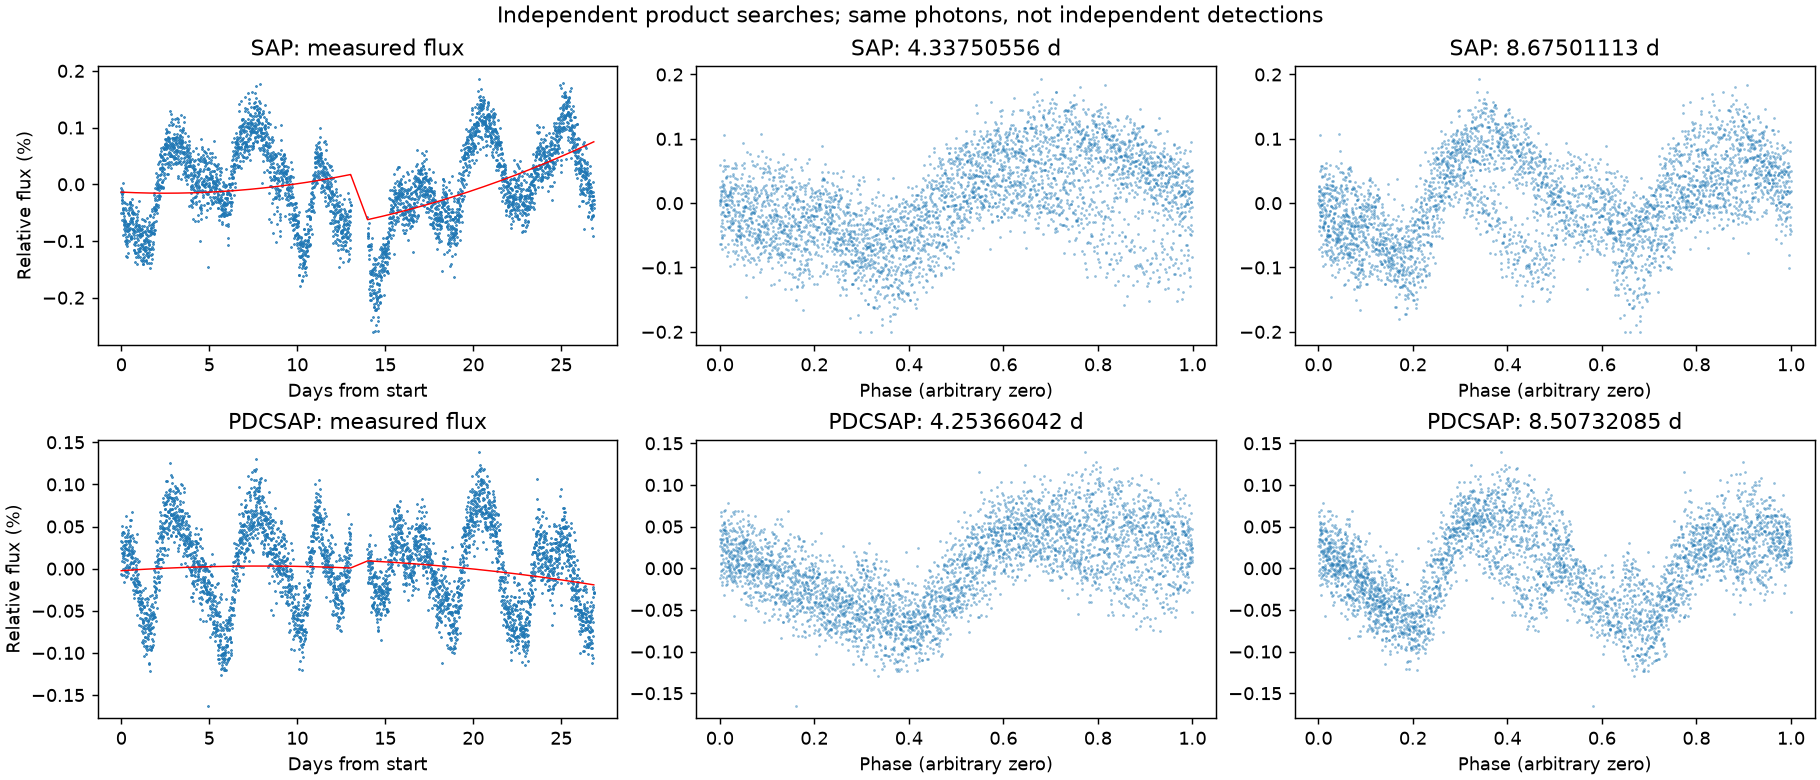 Independent product searches; same photons, not independent detections
SAP: measured flux
SAP: 4.33750556 d
SAP: 8.67501113 d
Relative flux (%)
0.2
0.1
0.0
−0.1
−0.2
0 5 10 15 20 25
Days from start
0.2
0.1
0.0
−0.1
−0.2
0.0 0.2 0.4 0.6 0.8 1.0
Phase (arbitrary zero)
0.2
0.1
0.0
−0.1
−0.2
0.0 0.2 0.4 0.6 0.8 1.0
Phase (arbitrary zero)
PDCSAP: measured flux
PDCSAP: 4.25366042 d
PDCSAP: 8.50732085 d
Relative flux (%)
0.15
0.10
0.05
0.00
−0.05
−0.10
−0.15
0 5 10 15 20 25
Days from start
0.15
0.10
0.05
0.00
−0.05
−0.10
−0.15
0.0 0.2 0.4 0.6 0.8 1.0
Phase (arbitrary zero)
0.15
0.10
0.05
0.00
−0.05
−0.10
−0.15
0.0 0.2 0.4 0.6 0.8 1.0
Phase (arbitrary zero)